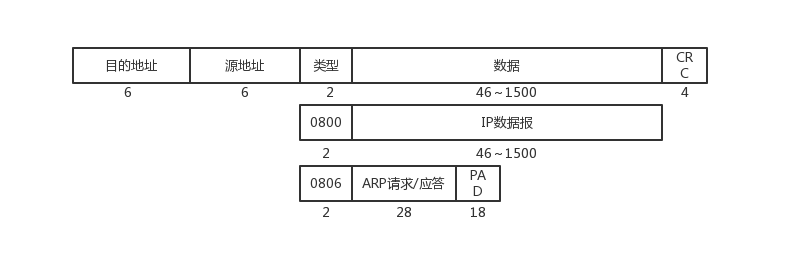 目的地址 源地址 类型 数据 CR
C
6 6 2 46~1500 4
0800 IP数据报
2 46~1500
0806 ARP请求/应答 PA
D
2 28 18